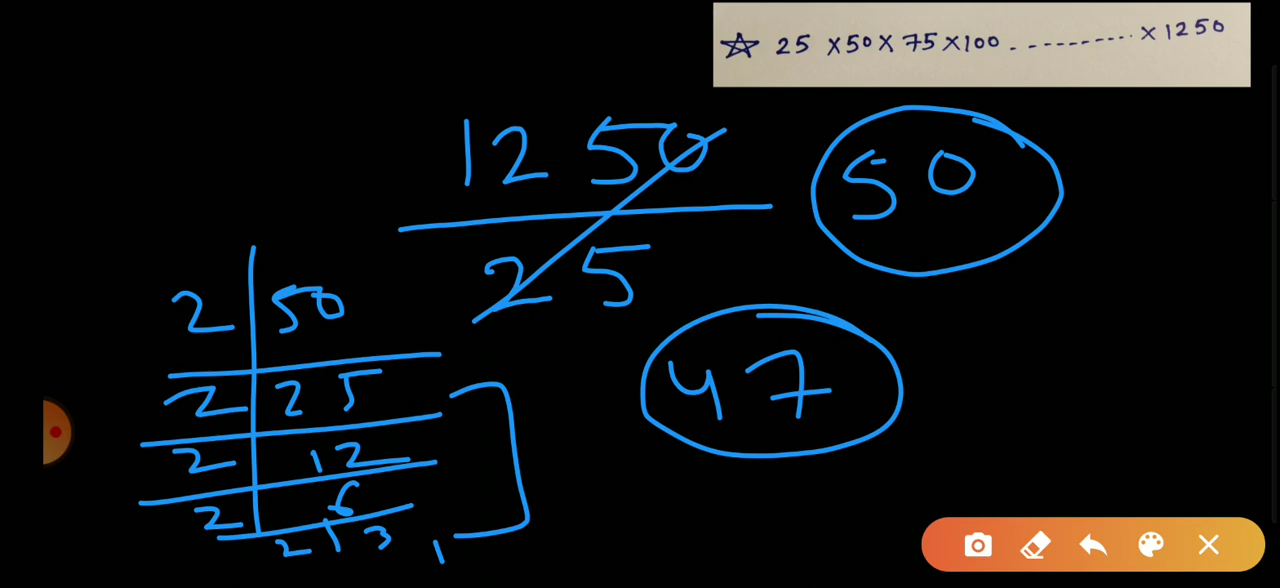 ☆ 25 ×50× 75×100 ........... ×1250
1250
25
50
2 | 50
2 | 25
2 | 12
2 | 6
2 | 3 1
47